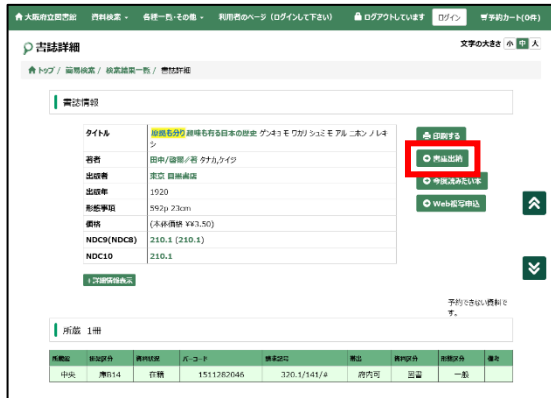 大阪府立図書館 資料検索 各種一覧・その他 利用者のページ（ログインして下さい） ログアウトしています ログイン 予約カート(0件)
書誌詳細
文字の大きさ 小 中 大
トップ / 簡易検索 / 検索結果一覧 / 書誌詳細
書誌情報
タイトル 原語も分り趣味も有る日本の歴史 ゲンキョ モ ワカリ シュミ モ アル ニホン ノ レキシ
印刷する
著者 田中/啓爾/著 タナカ,ケイジ
書庫出納
出版者 東京 目黒書店
今度読みたい本
出版年 1920
形態事項 592p 23cm
Web複写申込
価格 (本体価格 ¥¥3.50)
NDC9(NDC8) 210.1 (210.1)
NDC10 210.1
+詳細情報表示
予約できない資料です。
所蔵 1冊
所蔵館 配架区分 資料状況 バーコード 請求記号 貸出 資料区分 形態区分 備考
中央 庫B14 在籍 1511282046 320.1/141/# 府内可 図書 一般